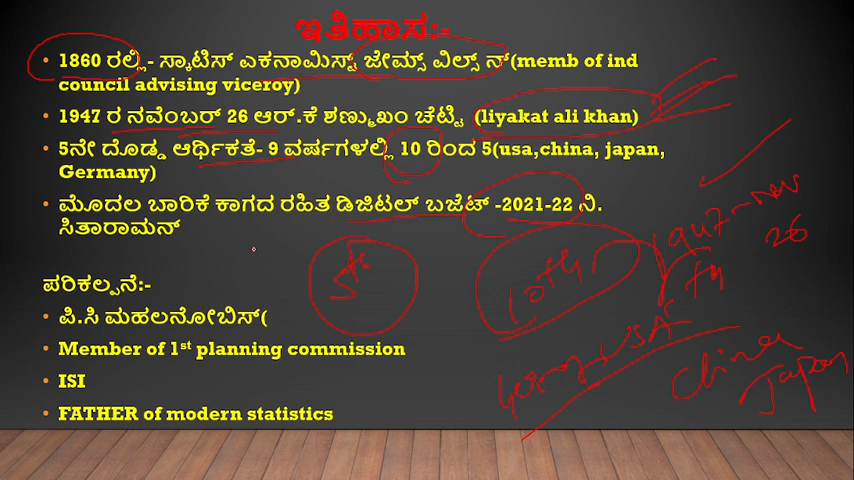 ಇತಿಹಾಸ:-
1860 ರಲ್ಲಿ- ಸ್ಕಾಟಿಸ್ ಎಕನಾಮಿಸ್ಟ್ ಜೇಮ್ಸ್ ವಿಲ್ಸ್ ನ್(memb of ind
council advising viceroy)
1947 ರ ನವೆಂಬರ್ 26 ಆರ್.ಕೆ ಶಣ್ಮುಖಂ ಚೆಟ್ಟಿ (liyakat ali khan)
5ನೇ ದೊಡ್ಡ ಆರ್ಥಿಕತೆ- 9 ವರ್ಷಗಳಲ್ಲಿ 10 ರಿಂದ 5(usa,china, japan,
Germany)
ಮೊದಲ ಬಾರಿಕೆ ಕಾಗದ ರಹಿತ ಡಿಜಿಟಲ್ ಬಜೆಟ್ -2021-22 ನಿ.
ಸಿತಾರಾಮನ್
1947-nov
26
5th
10th
ಪರಿಕಲ್ಪನೆ:-
ಪಿ.ಸಿ ಮಹಲನೋಬಿಸ್(
USA
China
Japan
Member of 1st planning commission
ISI
FATHER of modern statistics